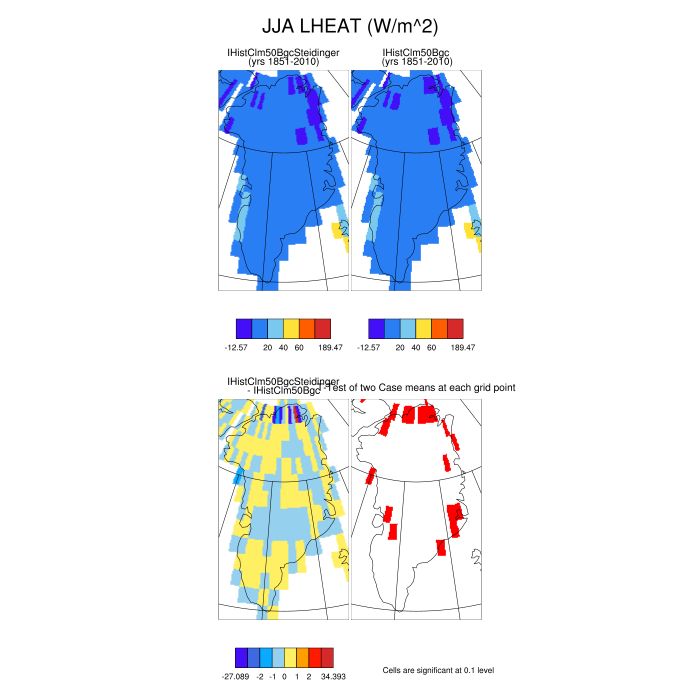 JJA LHEAT (W/m^2)
IHistClm50BgcSteidinger
(yrs 1851-2010)
IHistClm50Bgc
(yrs 1851-2010)
-12.57 20 40 60 189.47
-12.57 20 40 60 189.47
IHistClm50BgcSteidinger
- IHistClm50Bgc
T-Test of two Case means at each grid point
-27.089 -2 -1 0 1 2 34.393
Cells are significant at 0.1 level